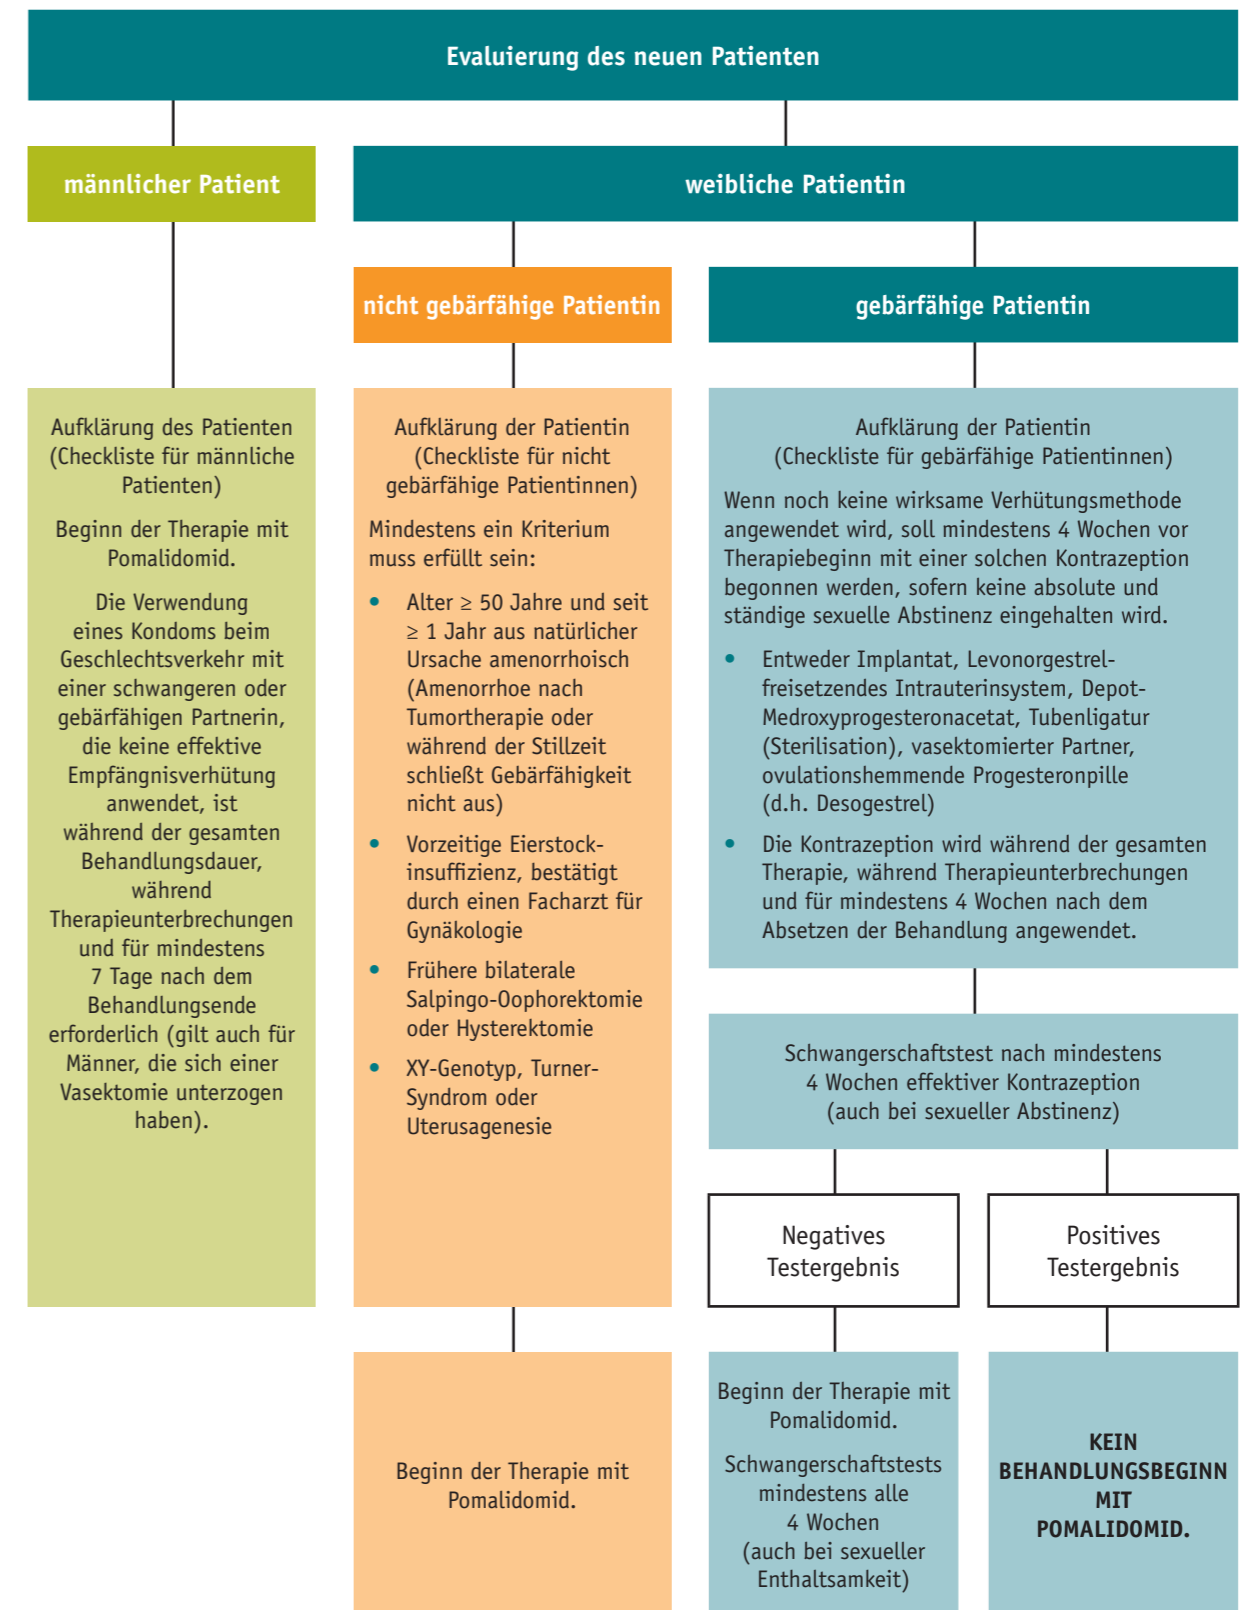 Evaluierung des neuen Patienten
männlicher Patient
weibliche Patientin
nicht gebärfähige Patientin
gebärfähige Patientin
Aufklärung des Patienten
(Checkliste für männliche
Patienten)
Beginn der Therapie mit
Pomalidomid.
Die Verwendung
eines Kondoms beim
Geschlechtsverkehr mit
einer schwangeren oder
gebärfähigen Partnerin,
die keine effektive
Empfängnisverhütung
anwendet, ist
während der gesamten
Behandlungsdauer,
während
Therapieunterbrechungen
und für mindestens
7 Tage nach dem
Behandlungsende
erforderlich (gilt auch für
Männer, die sich einer
Vasektomie unterzogen
haben).
Aufklärung der Patientin
(Checkliste für nicht
gebärfähige Patientinnen)
Mindestens ein Kriterium
muss erfüllt sein:
• Alter ≥ 50 Jahre und seit
≥ 1 Jahr aus natürlicher
Ursache amenorrhoisch
(Amenorrhoe nach
Tumortherapie oder
während der Stillzeit
schließt Gebärfähigkeit
nicht aus)
• Vorzeitige Eierstock-
insuffizienz, bestätigt
durch einen Facharzt für
Gynäkologie
• Frühere bilaterale
Salpingo-Oophorektomie
oder Hysterektomie
• XY-Genotyp, Turner-
Syndrom oder
Uterusagenesie
Beginn der Therapie mit
Pomalidomid.
Aufklärung der Patientin
(Checkliste für gebärfähige Patientinnen)
Wenn noch keine wirksame Verhütungsmethode
angewendet wird, soll mindestens 4 Wochen vor
Therapiebeginn mit einer solchen Kontrazeption
begonnen werden, sofern keine absolute und
ständige sexuelle Abstinenz eingehalten wird.
• Entweder Implantat, Levonorgestrel-
freisetzendes Intrauterinsystem, Depot-
Medroxyprogesteronacetat, Tubenligatur
(Sterilisation), vasektomierter Partner,
ovulationshemmende Progesteronpille
(d.h. Desogestrel)
• Die Kontrazeption wird während der gesamten
Therapie, während Therapieunterbrechungen
und für mindestens 4 Wochen nach dem
Absetzen der Behandlung angewendet.
Schwangerschaftstest nach mindestens
4 Wochen effektiver Kontrazeption
(auch bei sexueller Abstinenz)
Negatives
Testergebnis
Beginn der Therapie mit
Pomalidomid.
Schwangerschaftstests
mindestens alle
4 Wochen
(auch bei sexueller
Enthaltsamkeit)
Positives
Testergebnis
KEIN
BEHANDLUNGSBEGINN
MIT
POMALIDOMID.